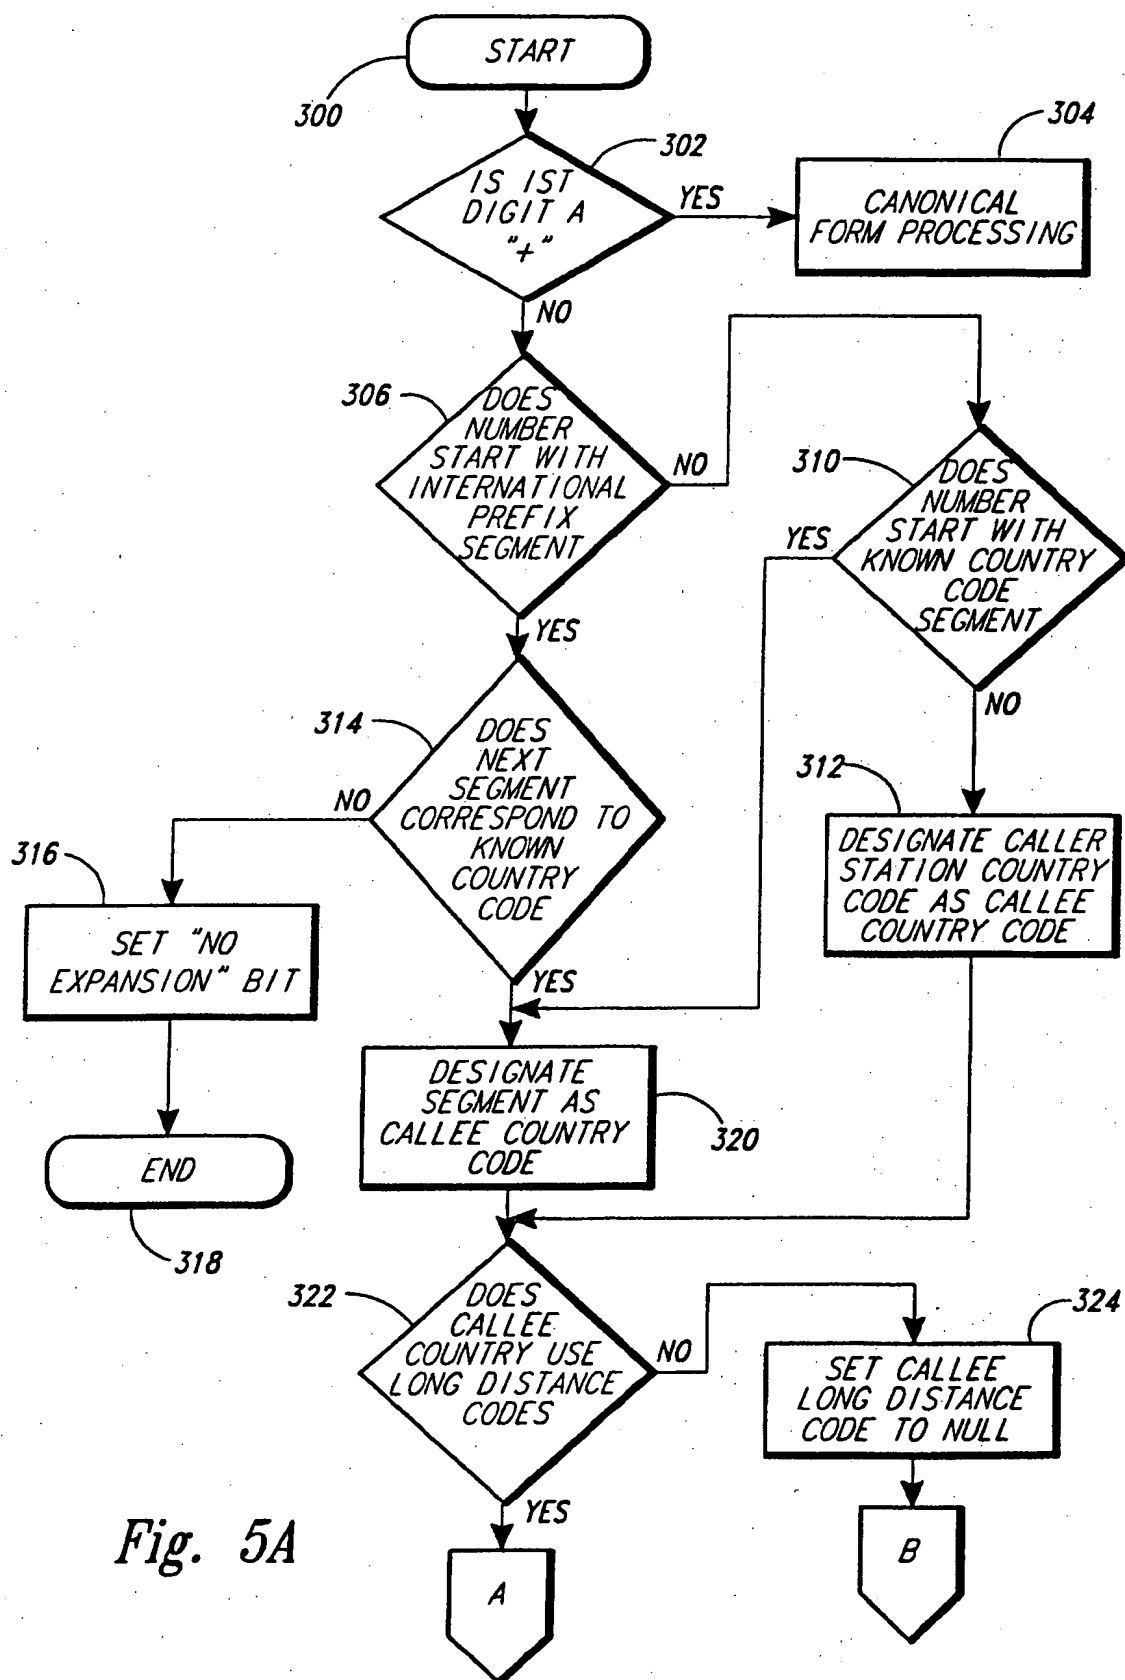 START
300
302
304
IS IST
DIGIT A
"+"
YES
CANONICAL
FORM PROCESSING
NO
306
DOES
NUMBER
START WITH
INTERNATIONAL
PREFIX
SEGMENT
NO
310
DOES
NUMBER
START WITH
KNOWN COUNTRY
CODE
SEGMENT
YES
YES
NO
314
DOES
NEXT
SEGMENT
CORRESPOND TO
KNOWN
COUNTRY
CODE
NO
312
DESIGNATE CALLER
STATION COUNTRY
CODE AS CALLEE
COUNTRY CODE
316
SET "NO
EXPANSION" BIT
YES
DESIGNATE
SEGMENT AS
CALLEE COUNTRY
CODE
320
END
318
322
DOES
CALLEE
COUNTRY USE
LONG DISTANCE
CODES
NO
324
SET CALLEE
LONG DISTANCE
CODE TO NULL
YES
A
B
Fig. 5A